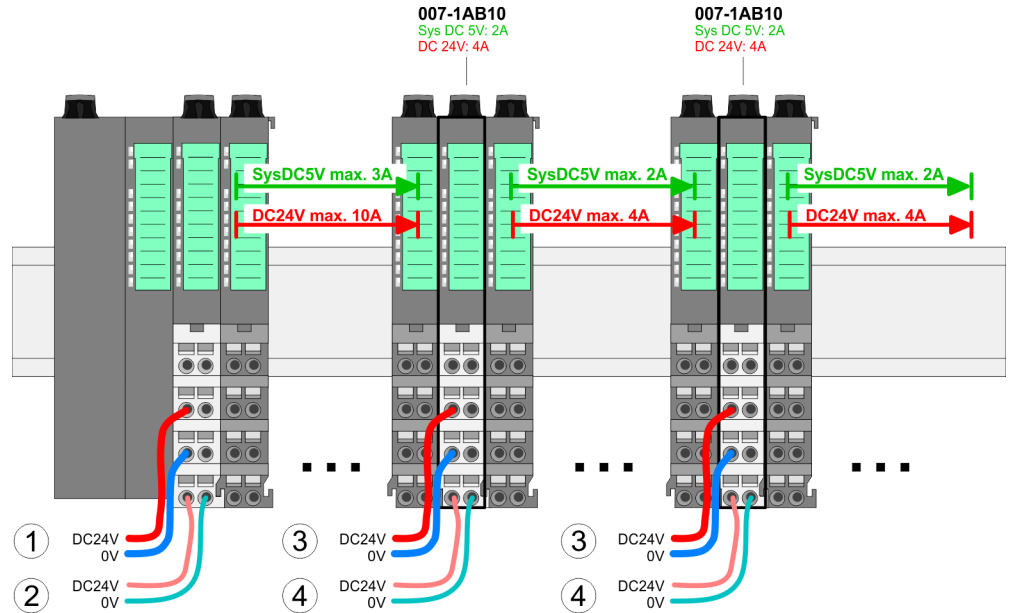 007-1AB10
Sys DC 5V: 2A
DC 24V: 4A
007-1AB10
Sys DC 5V: 2A
DC 24V: 4A
SysDC5V max. 3A
SysDC5V max. 2A
SysDC5V max. 2A
DC24V max. 10A
DC24V max. 4A
DC24V max. 4A
1
DC24V
0V
3
DC24V
0V
3
DC24V
0V
2
DC24V
0V
4
DC24V
0V
4
DC24V
0V